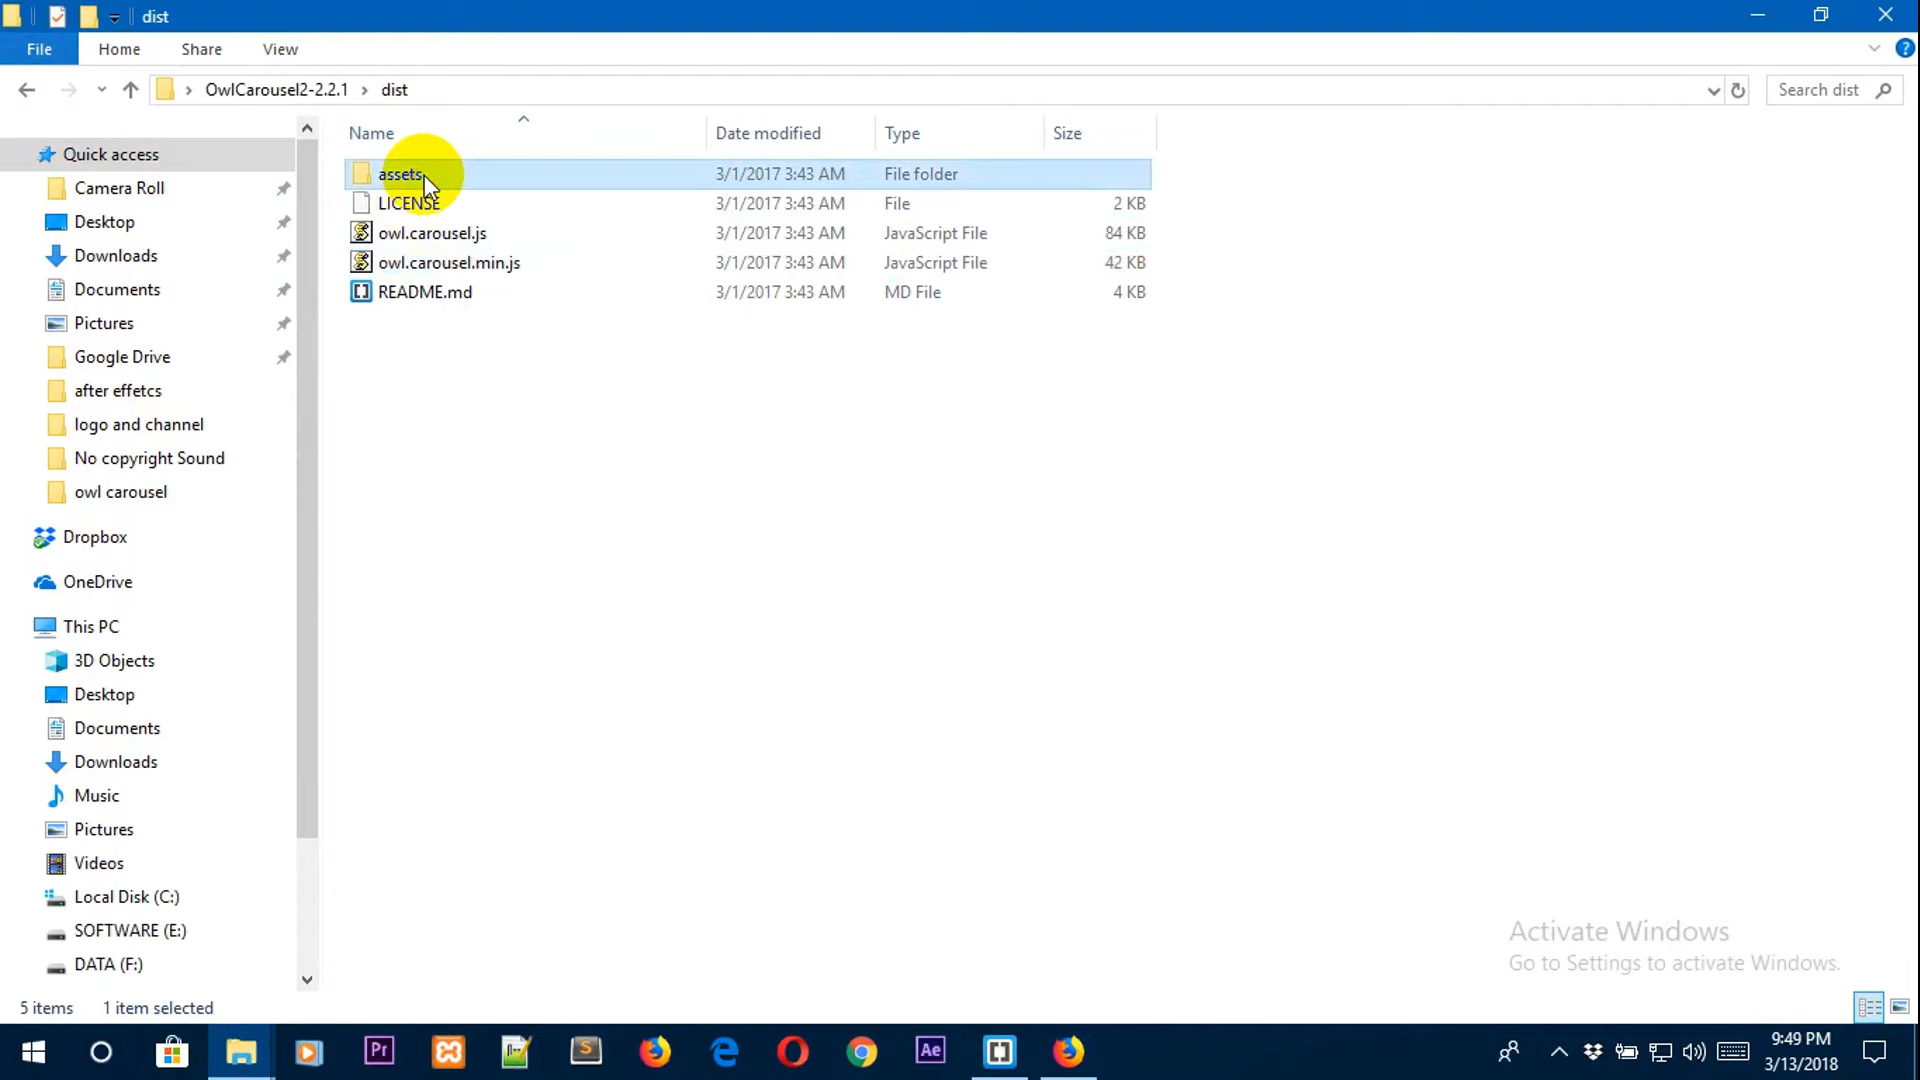 dist
File Home Share View
OwlCarousel2-2.2.1 dist Search dist
Name Date modified Type Size
assets 3/1/2017 3:43 AM File folder
LICENSE 3/1/2017 3:43 AM File 2 KB
owl.carousel.js 3/1/2017 3:43 AM JavaScript File 84 KB
owl.carousel.min.js 3/1/2017 3:43 AM JavaScript File 42 KB
README.md 3/1/2017 3:43 AM MD File 4 KB
Quick access
Camera Roll
Desktop
Downloads
Documents
Pictures
Google Drive
after effetcs
logo and channel
No copyright Sound
owl carousel
Dropbox
OneDrive
This PC
3D Objects
Desktop
Documents
Downloads
Music
Pictures
Videos
Local Disk (C:)
SOFTWARE (E:)
DATA (F:)
Activate Windows
Go to Settings to activate Windows.
5 items 1 item selected
Pr
S
Ae
9:49 PM
3/13/2018